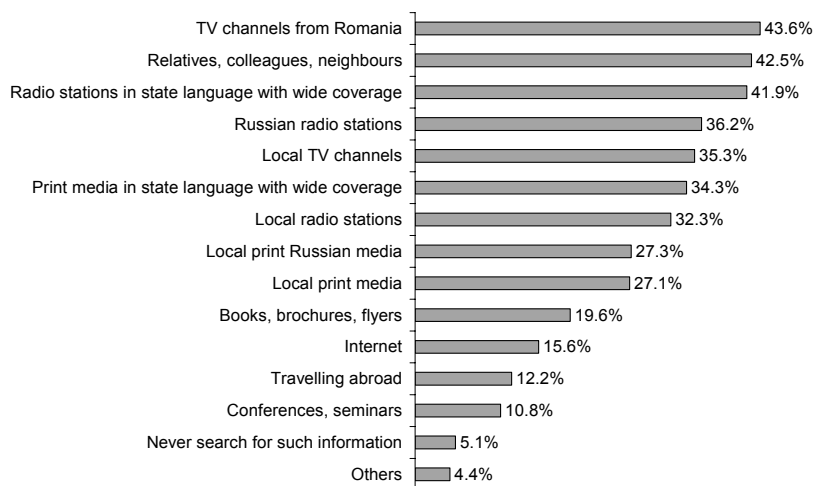 TV channels from Romania 43.6%
Relatives, colleagues, neighbours 42.5%
Radio stations in state language with wide coverage 41.9%
Russian radio stations 36.2%
Local TV channels 35.3%
Print media in state language with wide coverage 34.3%
Local radio stations 32.3%
Local print Russian media 27.3%
Local print media 27.1%
Books, brochures, flyers 19.6%
Internet 15.6%
Travelling abroad 12.2%
Conferences, seminars 10.8%
Never search for such information 5.1%
Others 4.4%